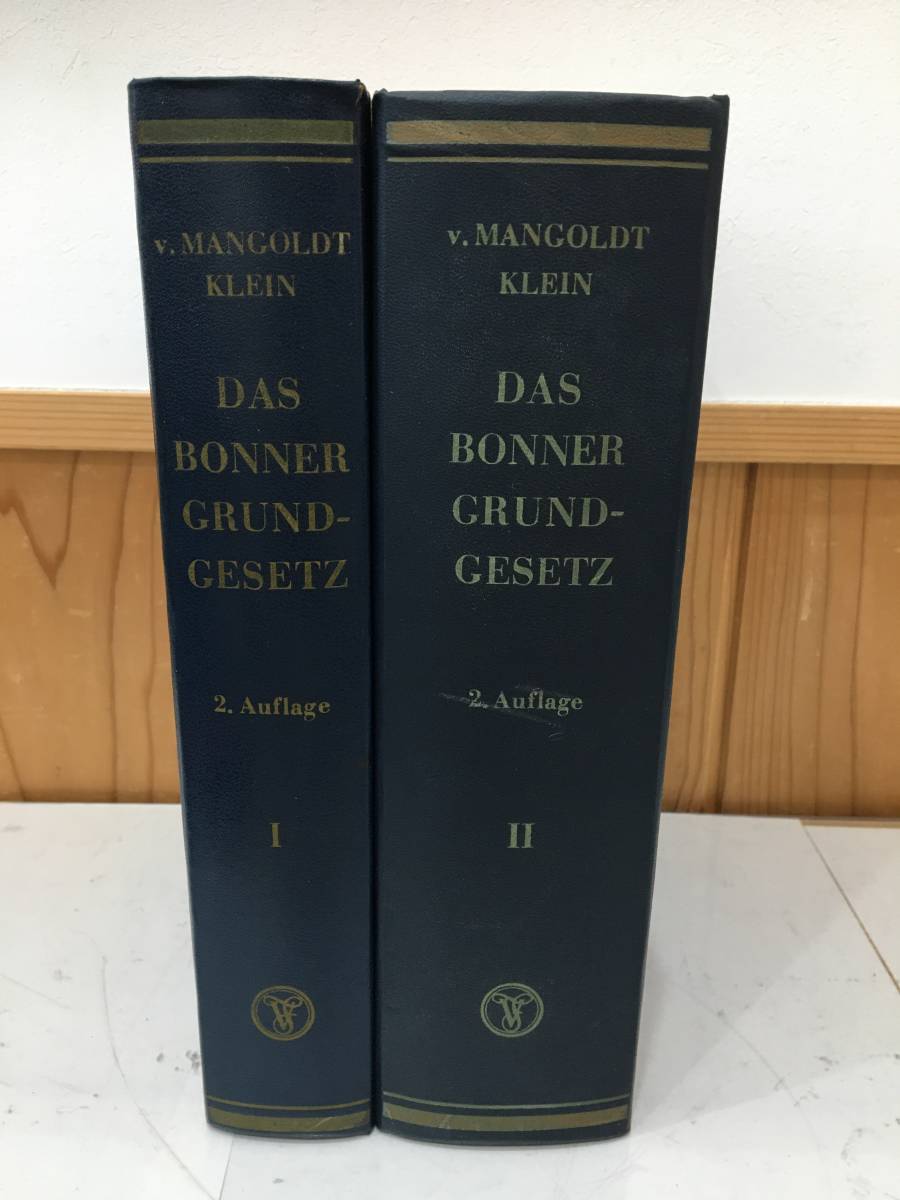 v. MANGOLDT
KLEIN
DAS
BONNER
GRUND-
GESETZ
2. Auflage
I
v. MANGOLDT
KLEIN
DAS
BONNER
GRUND-
GESETZ
2. Auflage
II